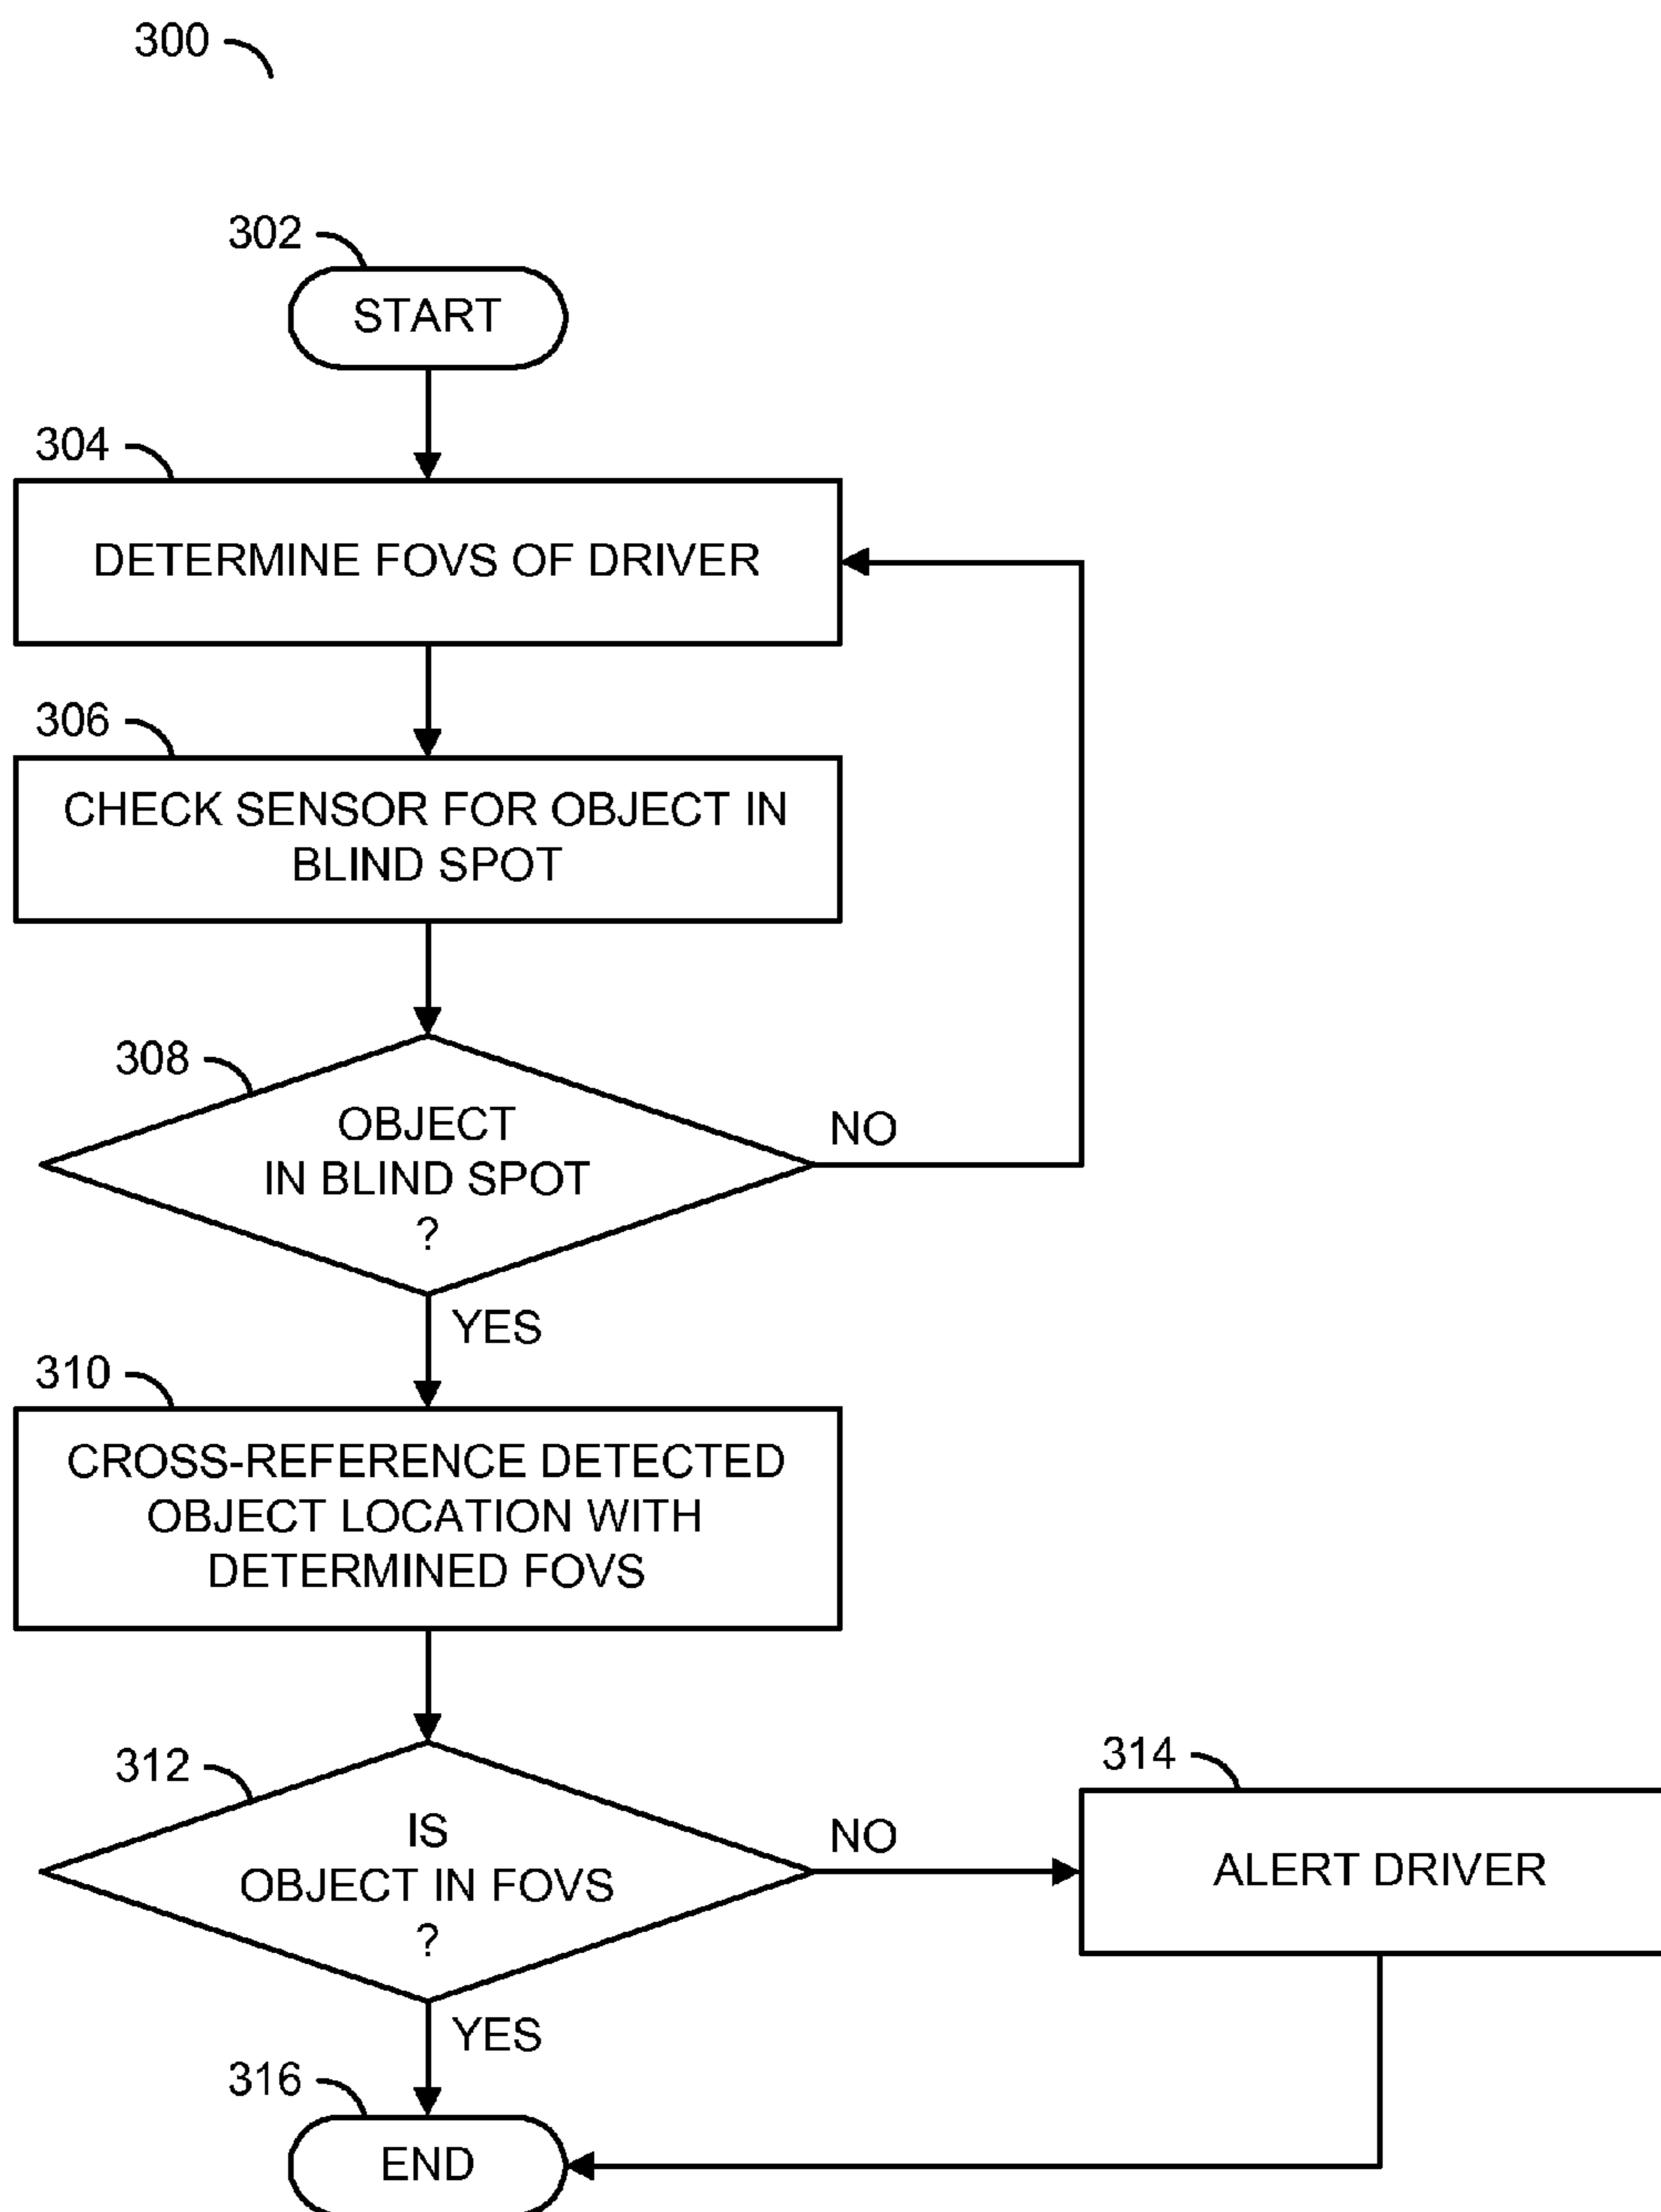 300
302
START
304
DETERMINE FOVS OF DRIVER
306
CHECK SENSOR FOR OBJECT IN
BLIND SPOT
308
OBJECT
IN BLIND SPOT
?
NO
YES
310
CROSS-REFERENCE DETECTED
OBJECT LOCATION WITH
DETERMINED FOVS
312
IS
OBJECT IN FOVS
?
NO
314
ALERT DRIVER
YES
316
END